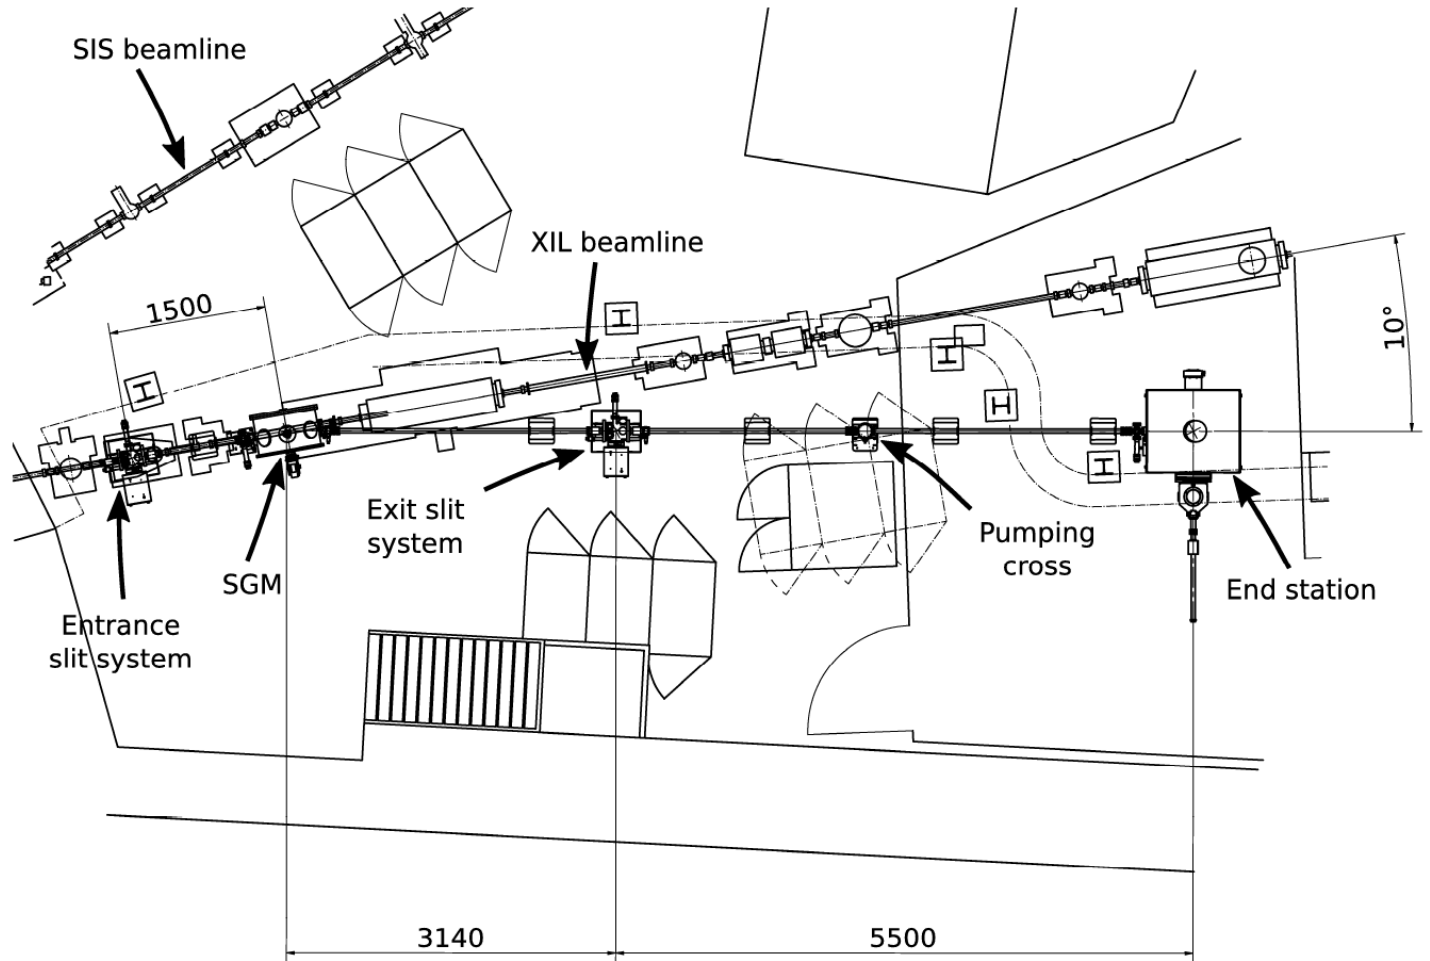 SIS beamline
XIL beamline
1500
H
H
10°
H
H
H
Exit slit
system
Pumping
cross
SGM
End station
Entrance
slit system
3140
5500